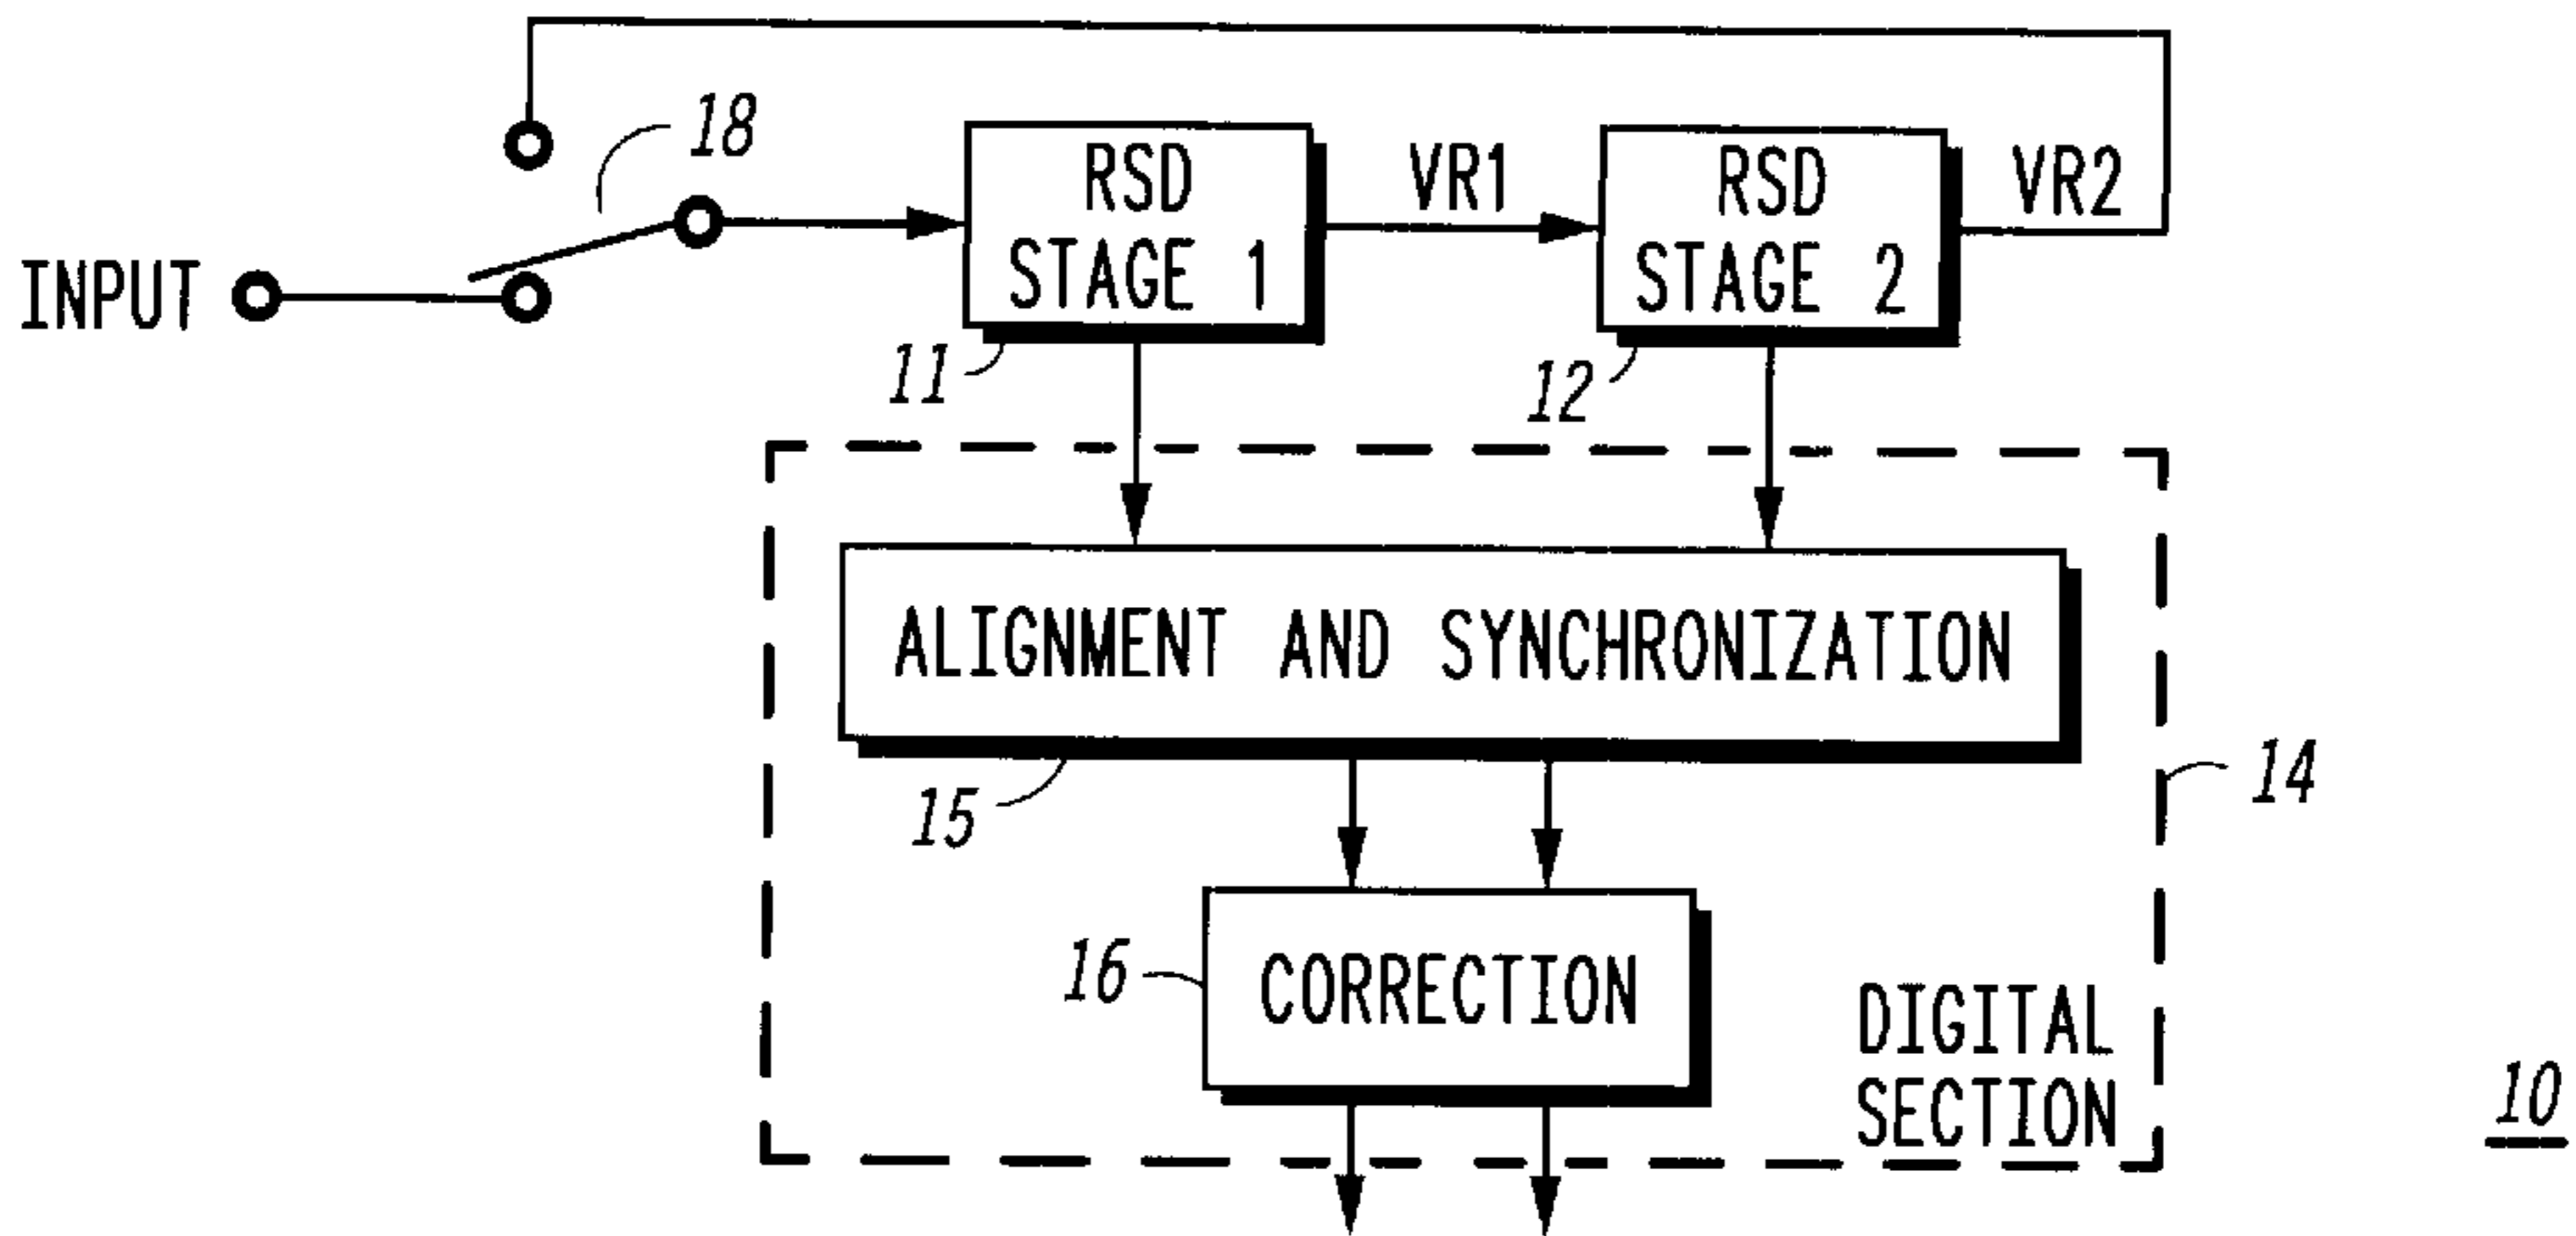 18
INPUT
RSD
STAGE 1
VR1
RSD
STAGE 2
VR2
11
12
ALIGNMENT AND SYNCHRONIZATION
15
14
16
CORRECTION
DIGITAL
SECTION
10